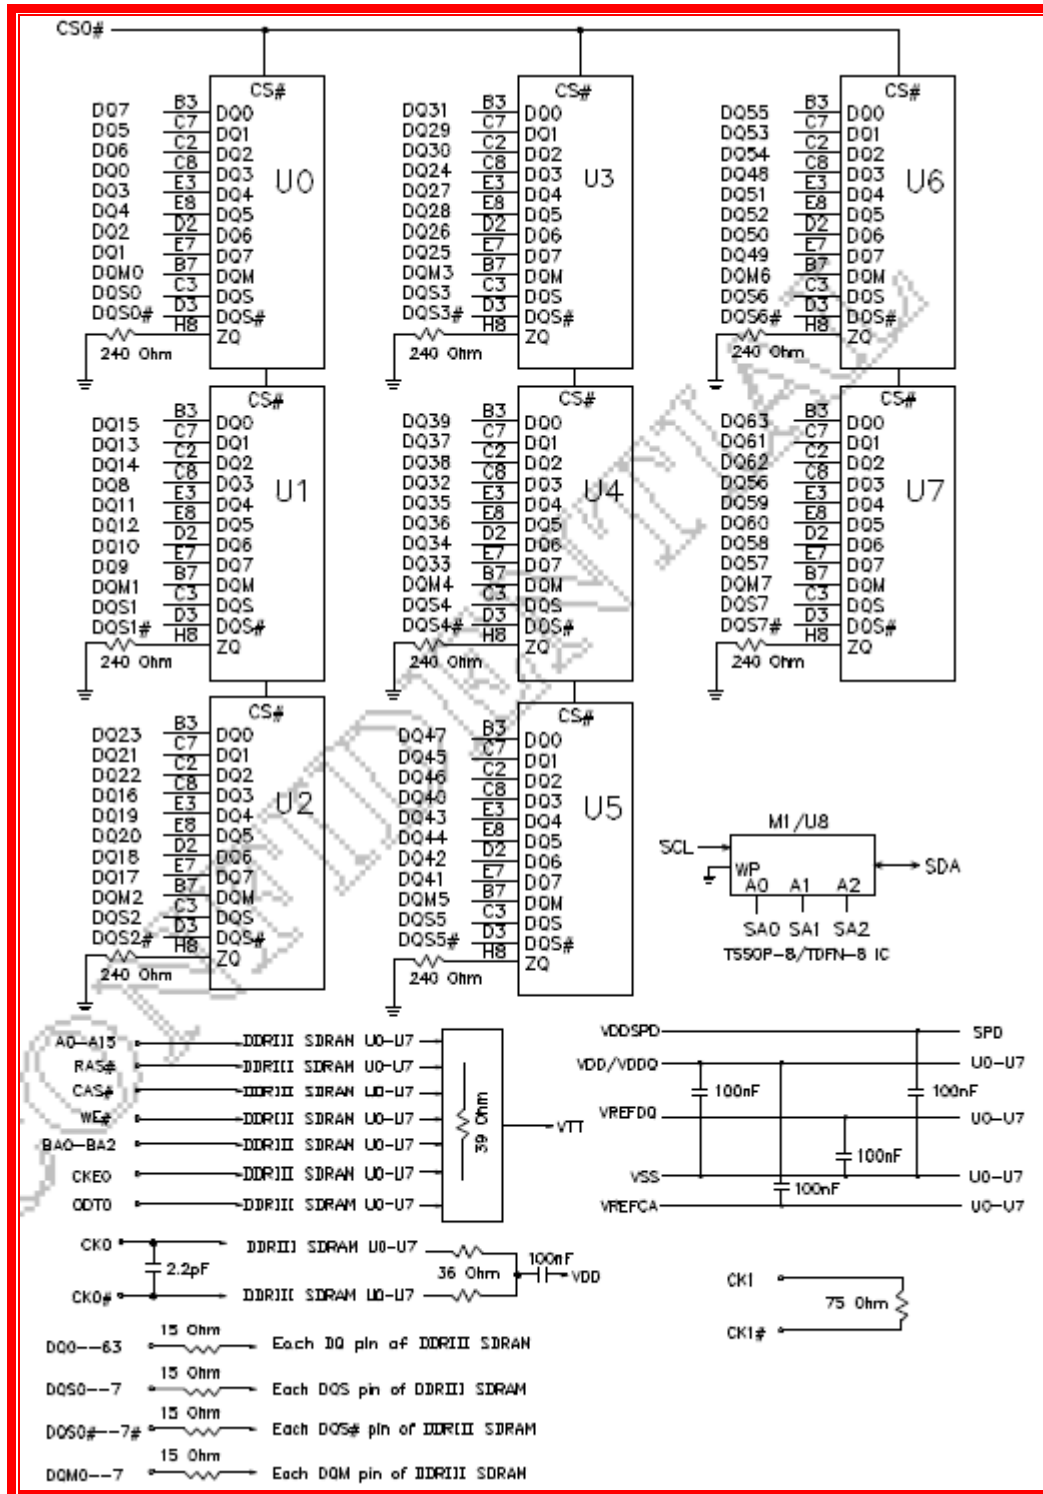 CS0#
CS#
DQ7 B3 DQ0
DQ5 C7 DQ1
DQ6 C2 DQ2
DQ0 C8 DQ3
DQ3 E3 DQ4
DQ4 E8 DQ5
DQ2 D2 DQ6
DQ1 E7 DQ7
DQM0 B7 DQM
DQS0 C3 DQS
DQS0# D3 DQS#
H8 ZQ
240 Ohm
U0
CS#
DQ31 B3 DQ0
DQ29 C7 DQ1
DQ30 C2 DQ2
DQ24 C8 DQ3
DQ27 E3 DQ4
DQ28 E8 DQ5
DQ26 D2 DQ6
DQ25 E7 DQ7
DQM3 B7 DQM
DQS3 C3 DQS
DQS3# D3 DQS#
H8 ZQ
240 Ohm
U3
CS#
DQ55 B3 DQ0
DQ53 C7 DQ1
DQ54 C2 DQ2
DQ48 C8 DQ3
DQ51 E3 DQ4
DQ52 E8 DQ5
DQ50 D2 DQ6
DQ49 E7 DQ7
DQM6 B7 DQM
DQS6 C3 DQS
DQS6# D3 DQS#
H8 ZQ
240 Ohm
U6
CS#
DQ15 B3 DQ0
DQ13 C7 DQ1
DQ14 C2 DQ2
DQ8 C8 DQ3
DQ11 E3 DQ4
DQ12 E8 DQ5
DQ10 D2 DQ6
DQ9 E7 DQ7
DQM1 B7 DQM
DQS1 C3 DQS
DQS1# D3 DQS#
H8 ZQ
240 Ohm
U1
CS#
DQ39 B3 DQ0
DQ37 C7 DQ1
DQ38 C2 DQ2
DQ32 C8 DQ3
DQ35 E3 DQ4
DQ36 E8 DQ5
DQ34 D2 DQ6
DQ33 E7 DQ7
DQM4 B7 DQM
DQS4 C3 DQS
DQS4# D3 DQS#
H8 ZQ
240 Ohm
U4
CS#
DQ63 B3 DQ0
DQ61 C7 DQ1
DQ62 C2 DQ2
DQ56 C8 DQ3
DQ59 E3 DQ4
DQ60 E8 DQ5
DQ58 D2 DQ6
DQ57 E7 DQ7
DQM7 B7 DQM
DQS7 C3 DQS
DQS7# D3 DQS#
H8 ZQ
240 Ohm
U7
CS#
DQ23 B3 DQ0
DQ21 C7 DQ1
DQ22 C2 DQ2
DQ16 C8 DQ3
DQ19 E3 DQ4
DQ20 E8 DQ5
DQ18 D2 DQ6
DQ17 E7 DQ7
DQM2 B7 DQM
DQS2 C3 DQS
DQS2# D3 DQS#
H8 ZQ
240 Ohm
U2
CS#
DQ47 B3 DQ0
DQ45 C7 DQ1
DQ46 C2 DQ2
DQ40 C8 DQ3
DQ43 E3 DQ4
DQ44 E8 DQ5
DQ42 D2 DQ6
DQ41 E7 DQ7
DQM5 B7 DQM
DQS5 C3 DQS
DQS5# D3 DQS#
H8 ZQ
240 Ohm
U5
M1/U8
SCL
WP
SDA
A0 A1 A2
SA0 SA1 SA2
TSSOP-8/TDFN-8 IC
A0-A15 DDRIII SDRAN U0-U7
RAS# DDRIII SDRAN U0-U7
CAS# DDRIII SDRAN U0-U7
WE# DDRIII SDRAN U0-U7
BA0-BA2 DDRIII SDRAN U0-U7
CKE0 DDRIII SDRAN U0-U7
ODT0 DDRIII SDRAM U0-U7
39 Ohm
VTT
VDDSPD SPD
VDD/VDDQ U0-U7
100nF 100nF
VREFDQ U0-U7
100nF
VSS U0-U7
100nF
VREFCA U0-U7
CK0 DDRIII SDRAM U0-U7
2.2pF
36 Ohm
100nF
VDD
CK0# DDRIII SDRAM U0-U7
CK1
75 Ohm
CK1#
15 Ohm
DQ0--63 Each DQ pin of DDRIII SDRAN
15 Ohm
DQS0--7 Each DQS pin of DDRIII SDRAM
15 Ohm
DQS0#--7# Each DQS# pin of DDRIII SDRAM
15 Ohm
DQM0--7 Each DQM pin of DDRIII SDRAN
CONFIDENTIAL